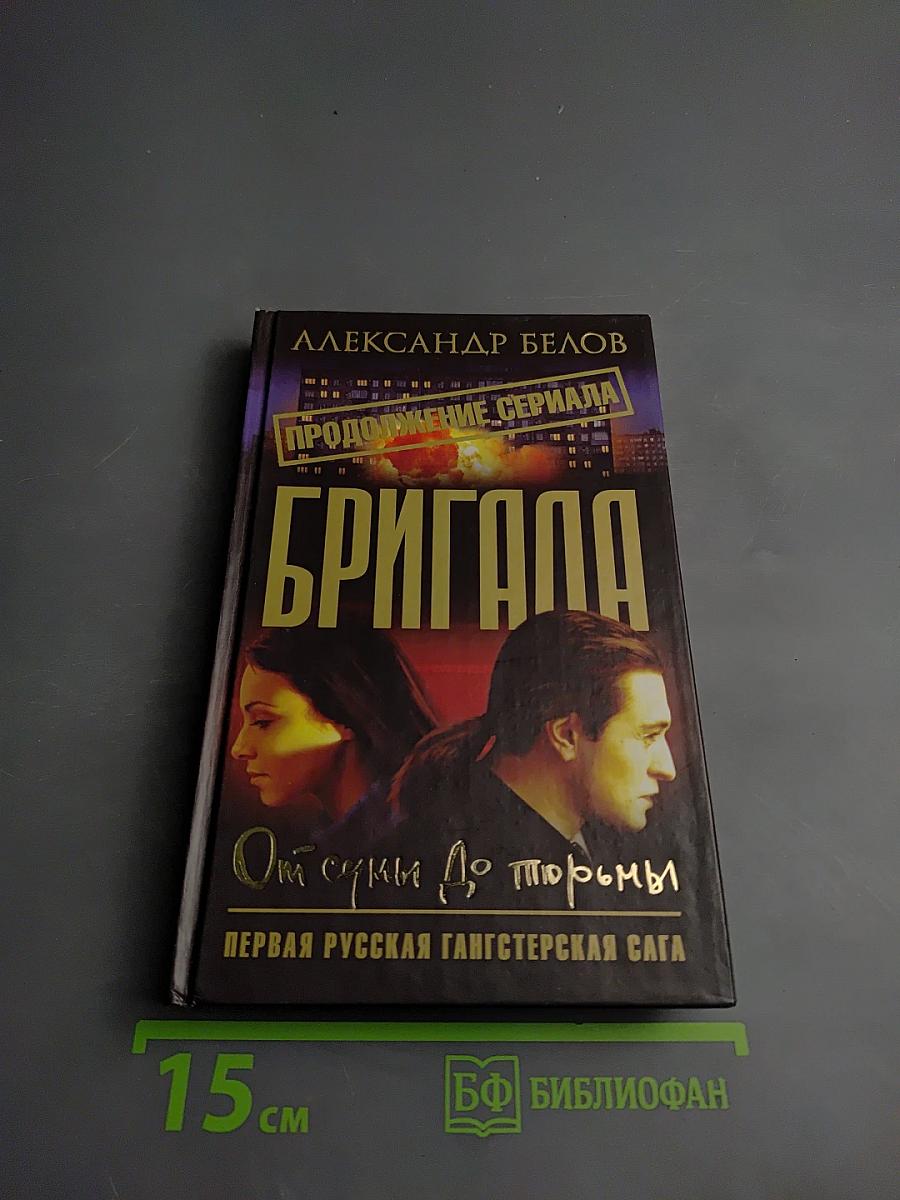 АЛЕКСАНДР БЕЛОВ
ПРОДОЛЖЕНИЕ СЕРИАЛА
БРИГАДА
От сумы до тюрьмы
ПЕРВАЯ РУССКАЯ ГАНГСТЕРСКАЯ САГА
15 см
БФ БИБЛИОФАН